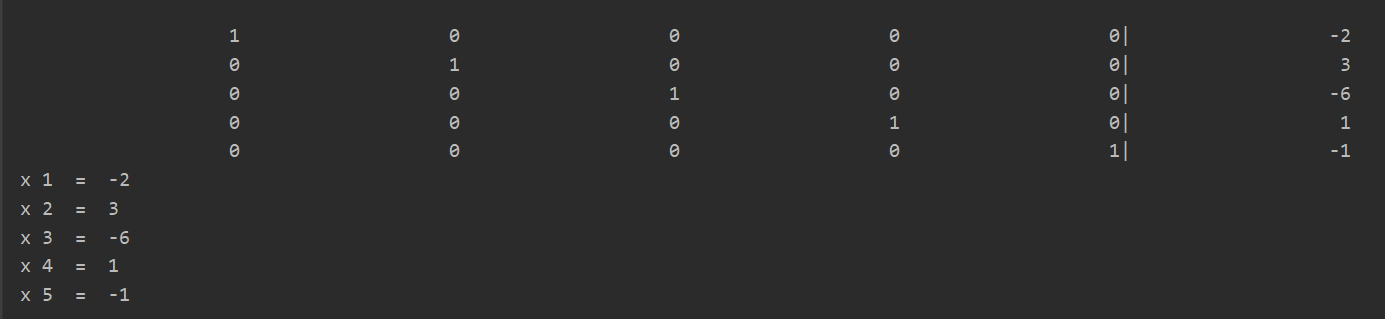 1 0 0 0 0| -2
0 1 0 0 0| 3
0 0 1 0 0| -6
0 0 0 1 0| 1
0 0 0 0 1| -1
x 1 = -2
x 2 = 3
x 3 = -6
x 4 = 1
x 5 = -1